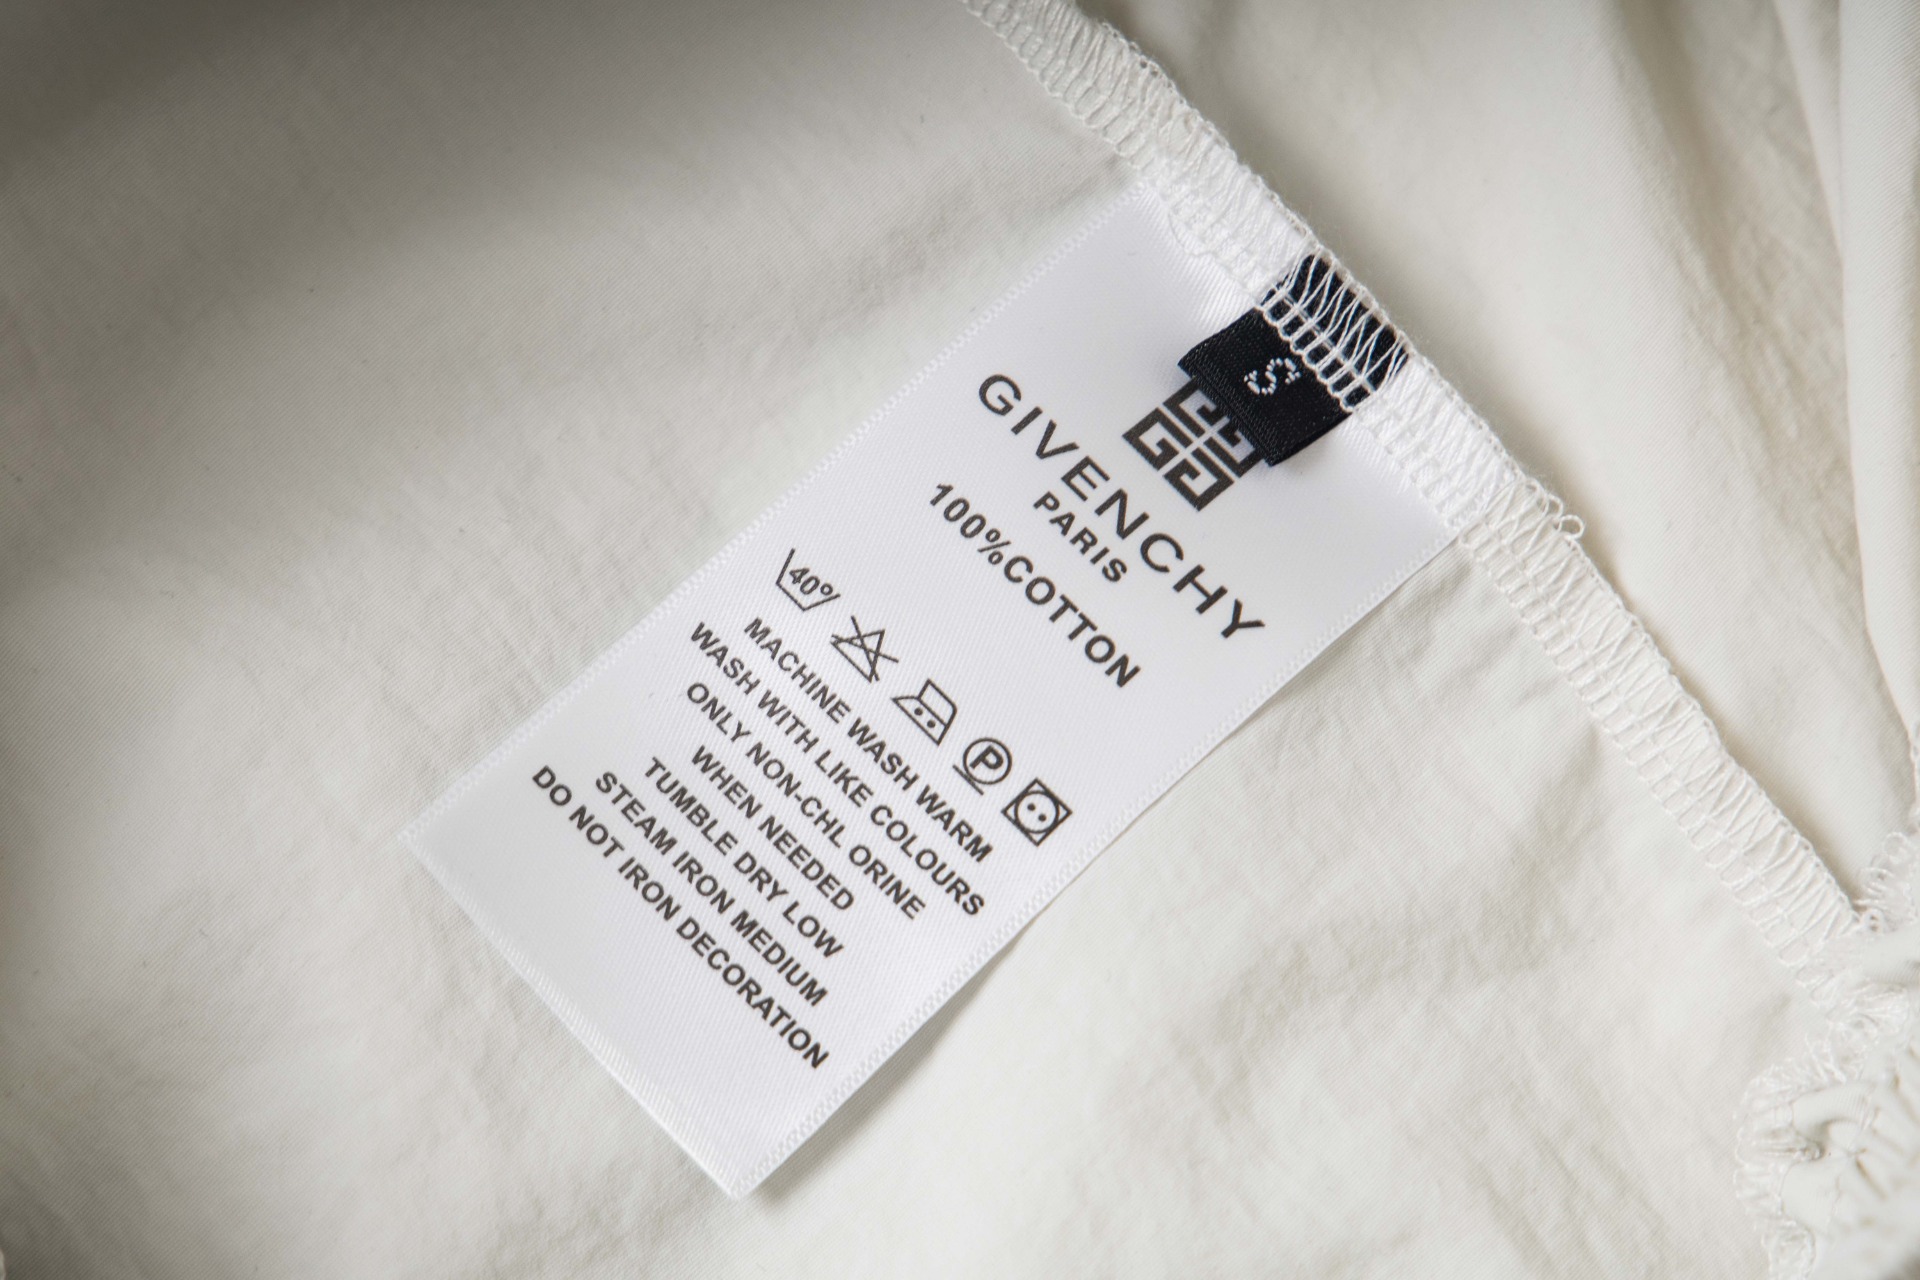 S
GIVENCHY
PARIS
100%COTTON
40°
P
MACHINE WASH WARM
WASH WITH LIKE COLOURS
ONLY NON-CHL ORINE
WHEN NEEDED
TUMBLE DRY LOW
STEAM IRON MEDIUM
DO NOT IRON DECORATION